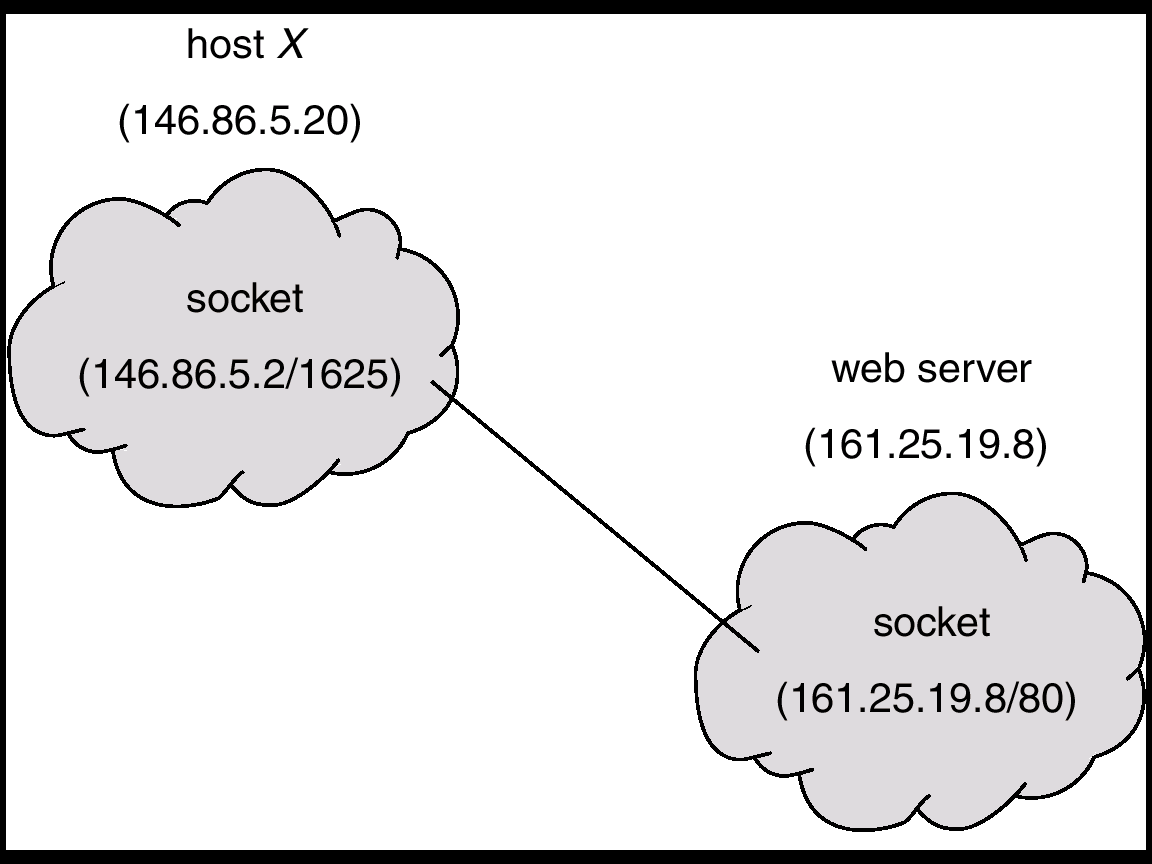 host X
(146.86.5.20)
socket
(146.86.5.2/1625)
web server
(161.25.19.8)
socket
(161.25.19.8/80)